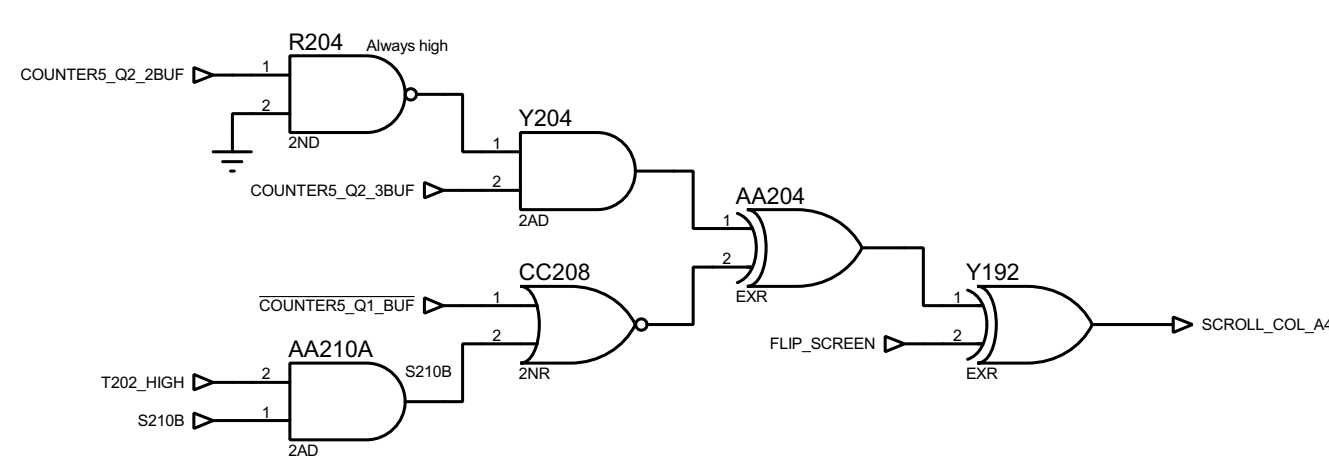 R204
Always high
COUNTER5_Q2_2BUF
1
2
2ND
Y204
1
COUNTER5_Q2_3BUF
2
2AD
AA204
1
2
EXR
CC208
COUNTER5_Q1_BUF
1
2
2NR
Y192
1
FLIP_SCREEN
2
EXR
SCROLL_COL_A4
AA210A
S210B
T202_HIGH
2
S210B
1
2AD